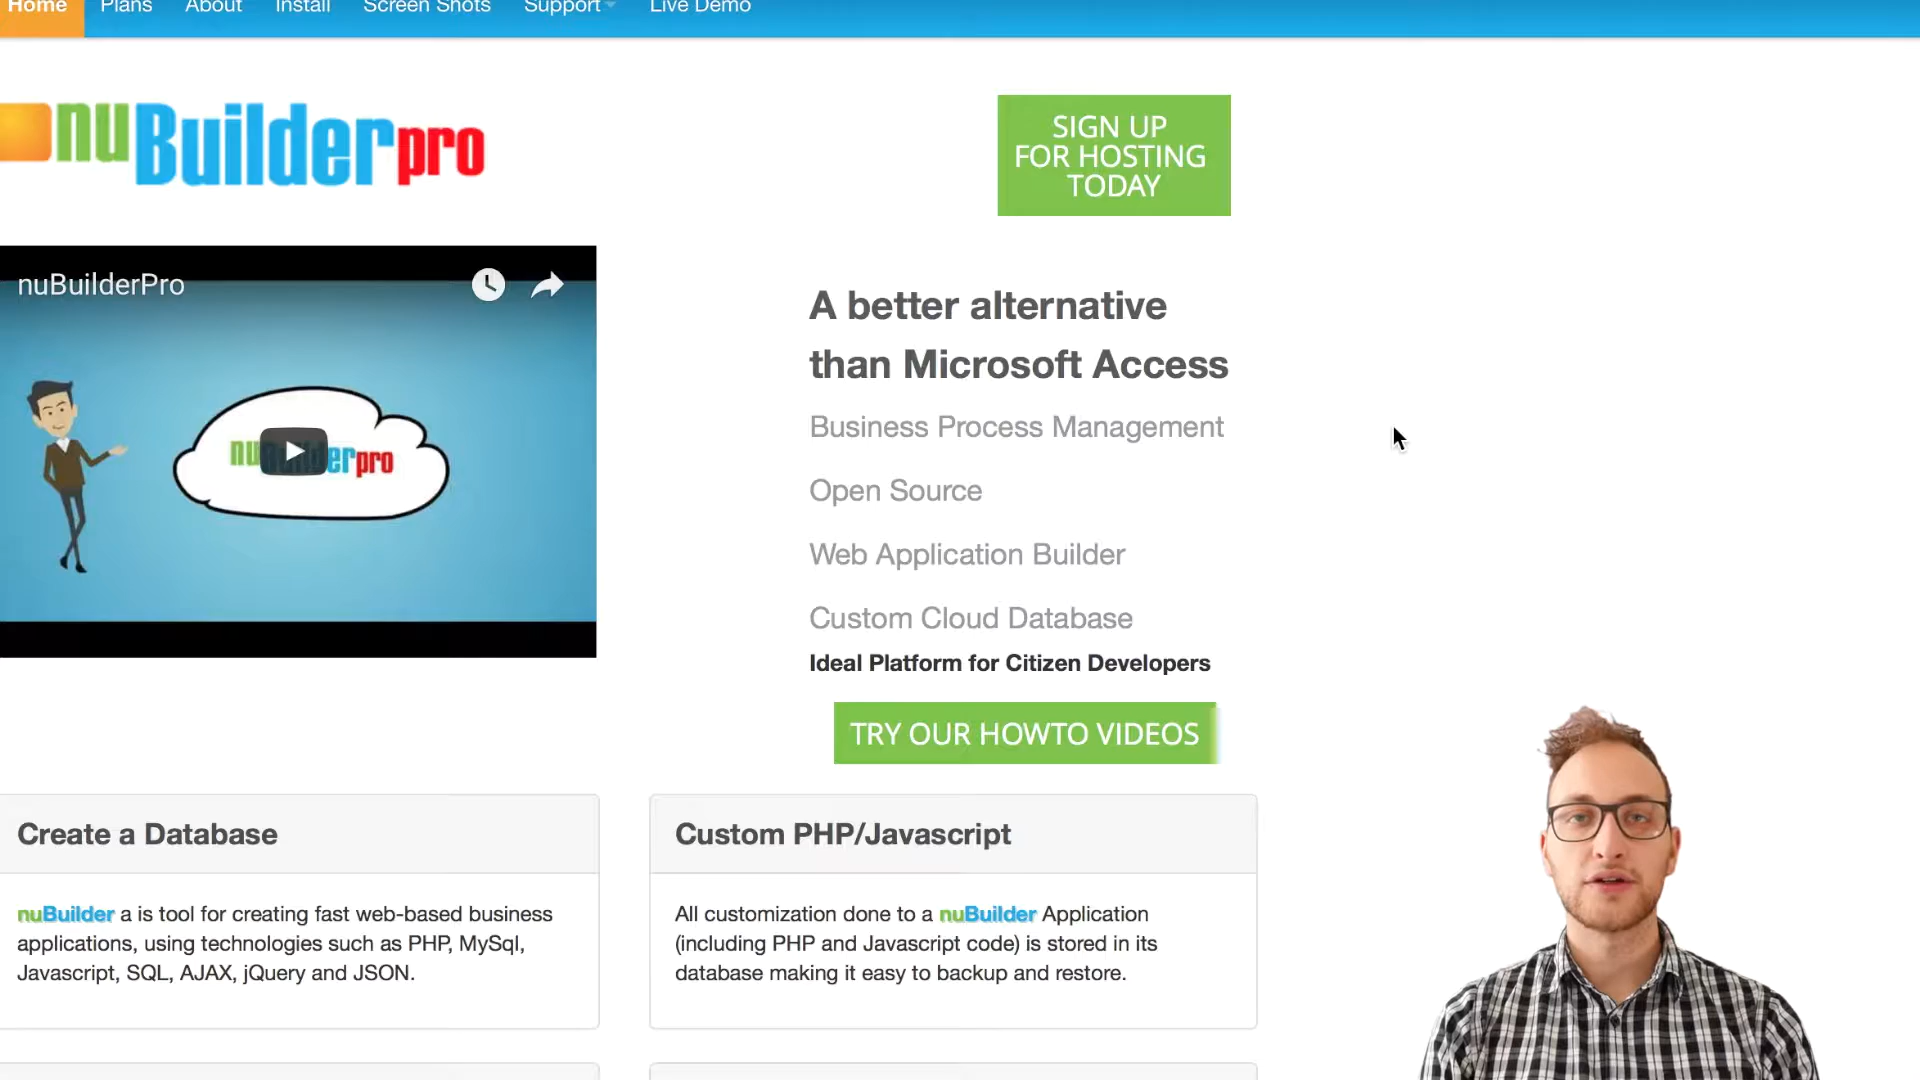 Home Plans About Install Screen Shots Support Live Demo
nuBuilderpro
SIGN UP
FOR HOSTING
TODAY
nuBuilderPro
A better alternative
than Microsoft Access
Business Process Management
Open Source
Web Application Builder
Custom Cloud Database
Ideal Platform for Citizen Developers
TRY OUR HOWTO VIDEOS
Create a Database
nuBuilder a is tool for creating fast web-based business
applications, using technologies such as PHP, MySql,
Javascript, SQL, AJAX, jQuery and JSON.
Custom PHP/Javascript
All customization done to a nuBuilder Application
(including PHP and Javascript code) is stored in its
database making it easy to backup and restore.